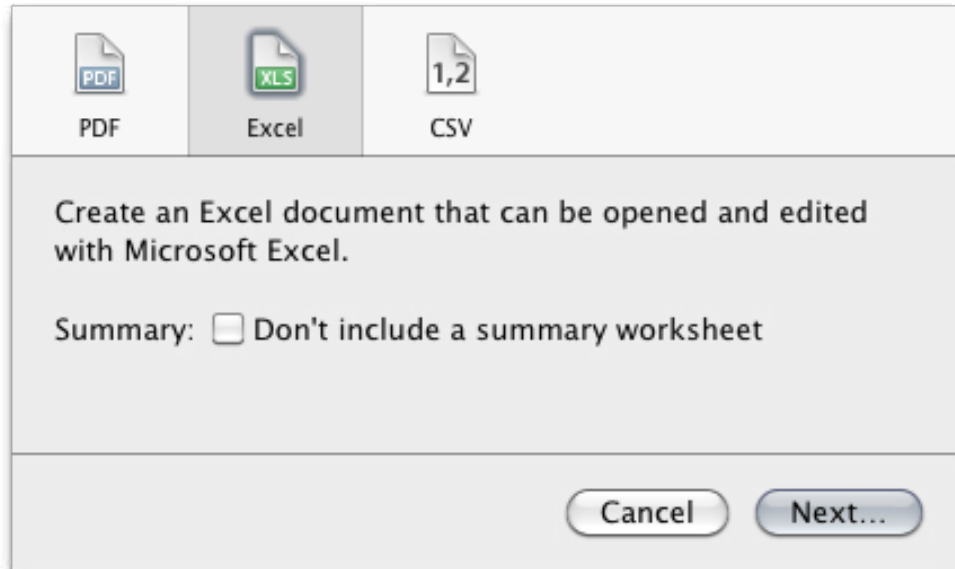 PDF XLS 1,2
PDF Excel CSV
Create an Excel document that can be opened and edited
with Microsoft Excel.
Summary: Don't include a summary worksheet
Cancel Next...